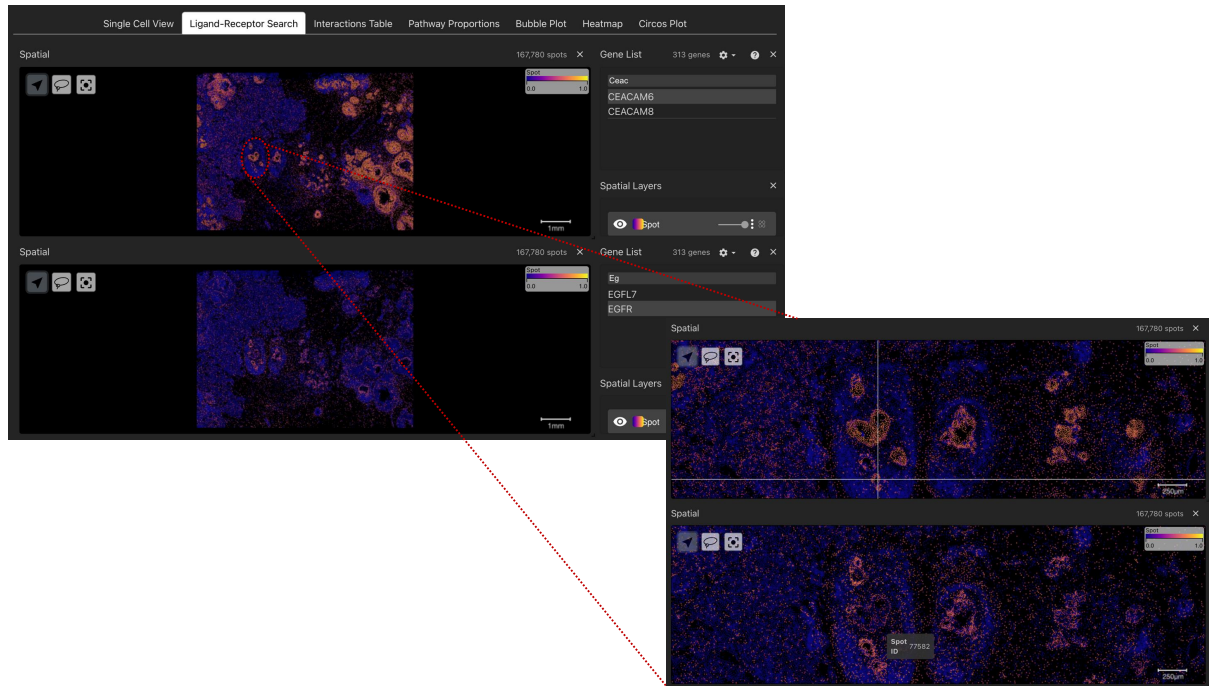 Single Cell View Ligand-Receptor Search Interactions Table Pathway Proportions Bubble Plot Heatmap Circos Plot
Spatial 167,780 spots ×
Spot
0.0 1.0
1mm
Gene List 313 genes
Ceac
CEACAM6
CEACAM8
Spatial Layers
Spot
Spatial 167,780 spots ×
Spot
0.0 1.0
1mm
Gene List 313 genes
Eg
EGFL7
EGFR
Spatial Layers
Spot
Spatial 167,780 spots ×
Spot
0.0 1.0
250µm
Spatial 167,780 spots ×
Spot
0.0 1.0
Spot ID 77582
250µm